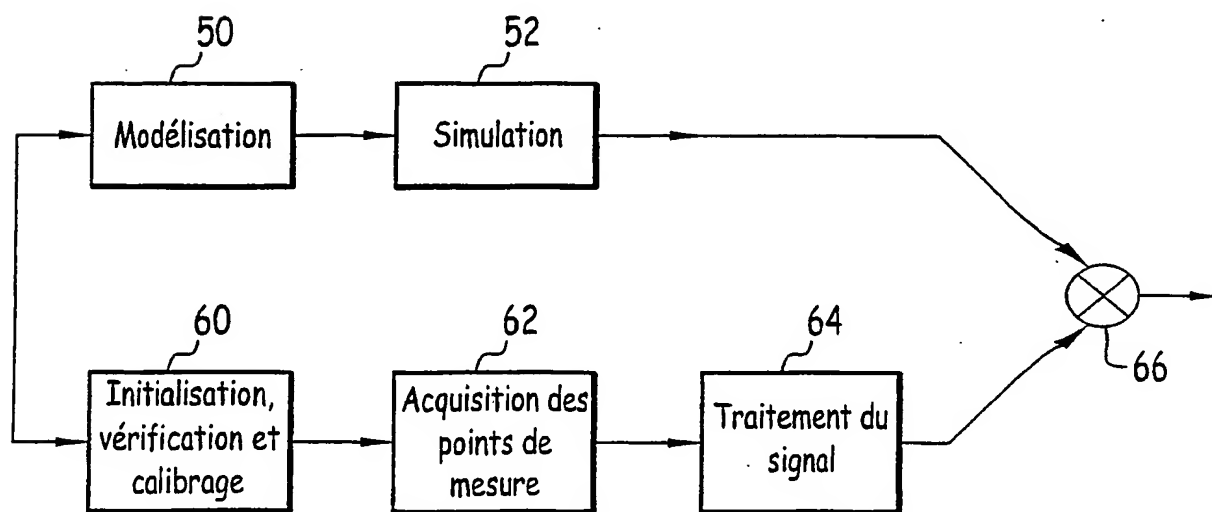 50
52
Modélisation
Simulation
60
62
64
66
Initialisation,
vérification et
calibrage
Acquisition des
points de
mesure
Traitement du
signal